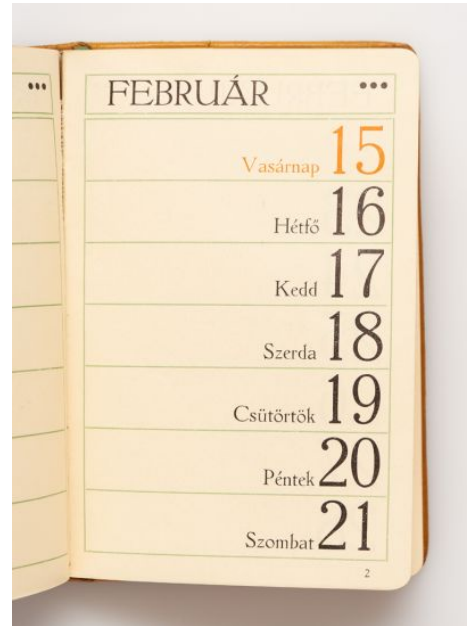 •••
FEBRUÁR •••
Vasárnap 15
Hétfő 16
Kedd 17
Szerda 18
Csütörtök 19
Péntek 20
Szombat 21
2